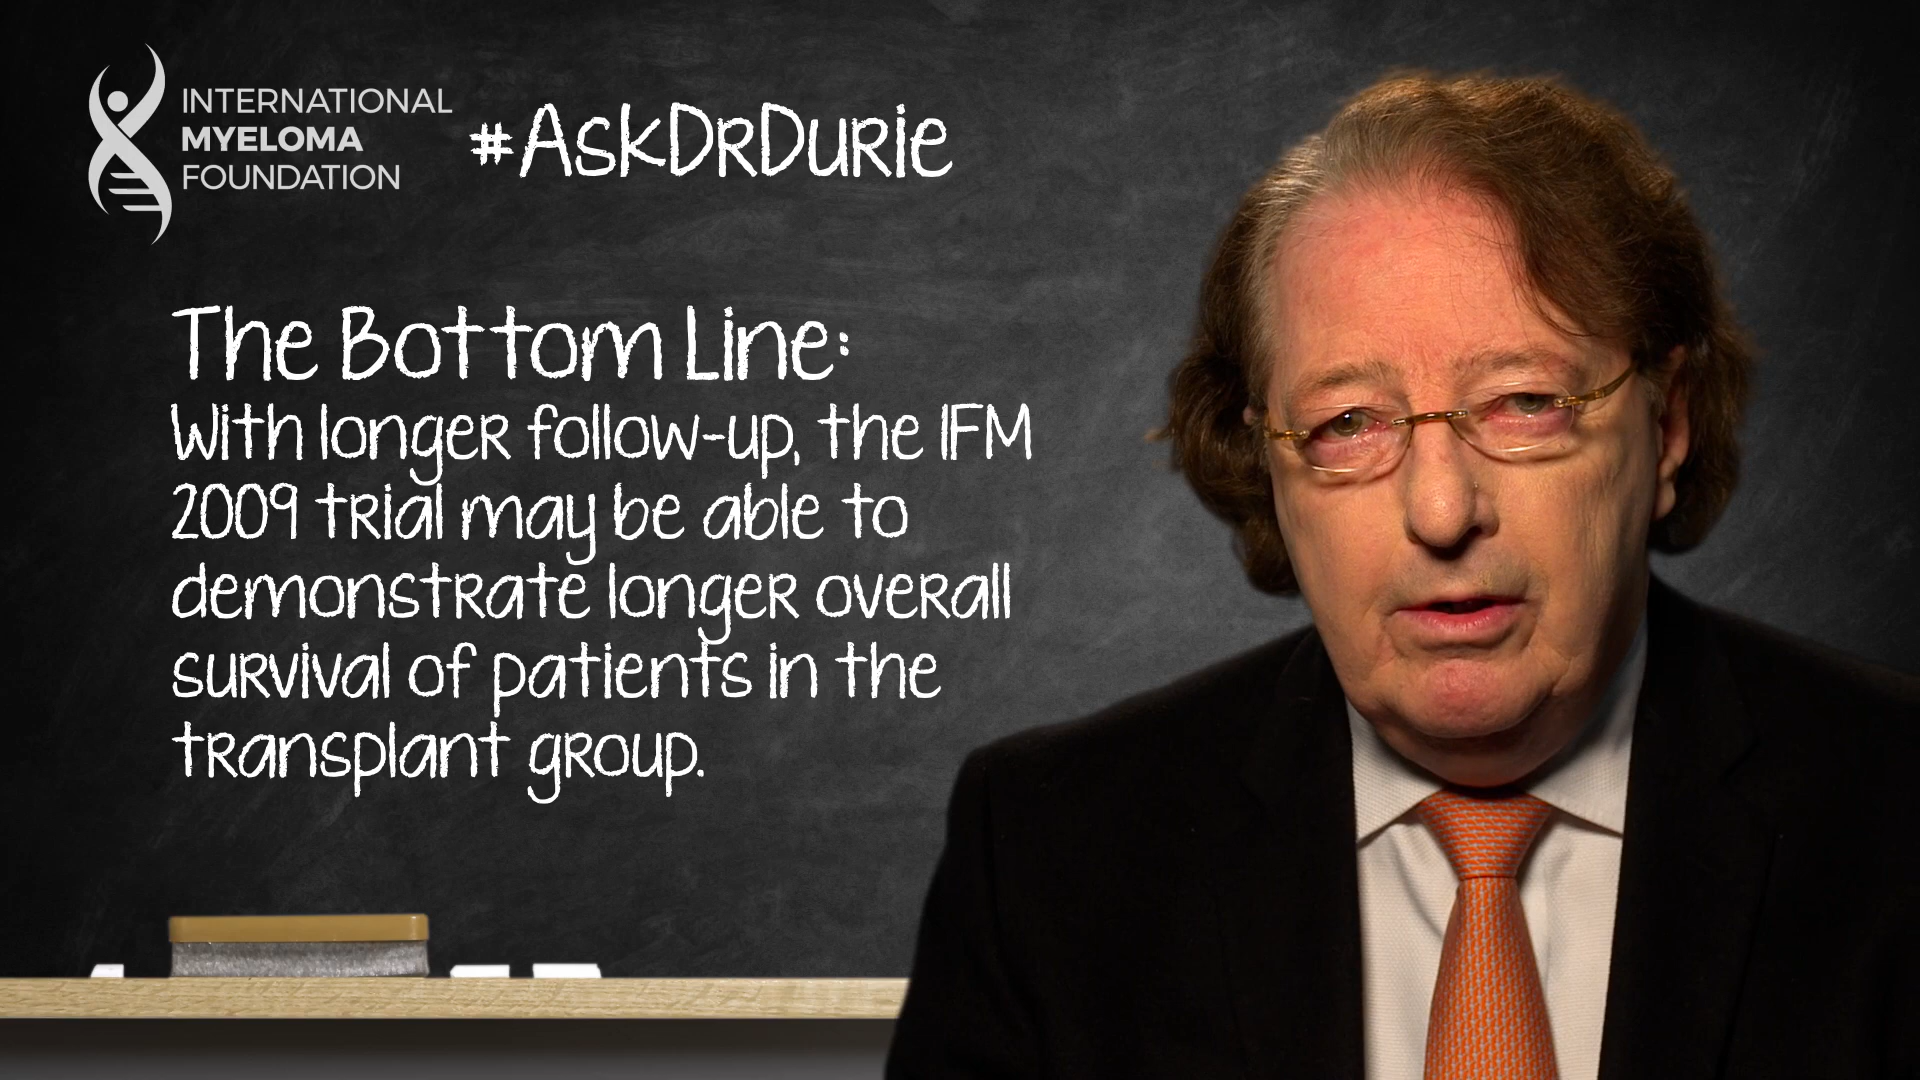 INTERNATIONAL
MYELOMA
FOUNDATION
#AskDrDurie
The Bottom Line:
With longer follow-up, the IFM
2009 trial may be able to
demonstrate longer overall
survival of patients in the
transplant group.